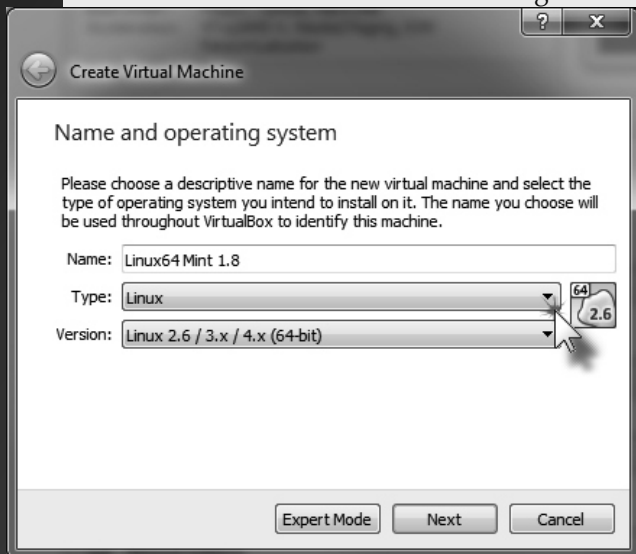 ? X
Create Virtual Machine
Name and operating system
Please choose a descriptive name for the new virtual machine and select the
type of operating system you intend to install on it. The name you choose will
be used throughout VirtualBox to identify this machine.
Name: Linux64 Mint 1.8
Type: Linux
64
2.6
Version: Linux 2.6 / 3.x / 4.x (64-bit)
Expert Mode Next Cancel